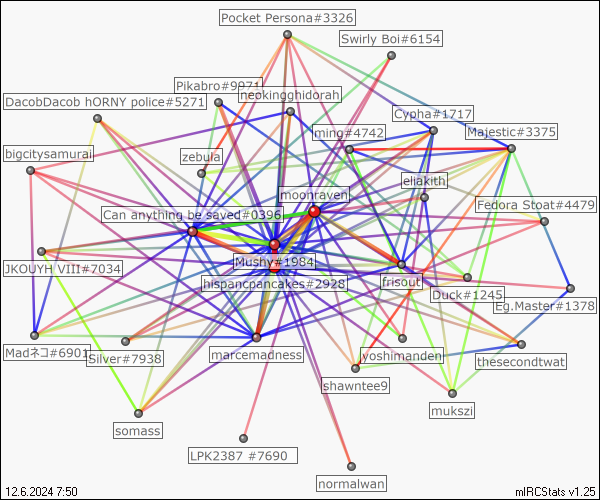 Pocket Persona#3326
Swirly Boi#6154
Pikabro#9971
neokingghidorah
DacobDacob hORNY police#5271
Cypha#1717
ming#4742
Majestic#3375
bigcitysamurai
zebula
eliakith
moonraven
Fedora Stoat#4479
Can anything be saved#0396
Mushy#1984
JKOUYH VIII#7034
hispancpancakes#2928
frisout
Duck#1245
Eg.Master#1378
Madネコ#6901
Silver#7938
marcemadness
yoshimanden
thesecondtwat
shawntee9
mukszi
somass
LPK2387 #7690
normalwan
12.6.2024 7:50
mIRCStats v1.25